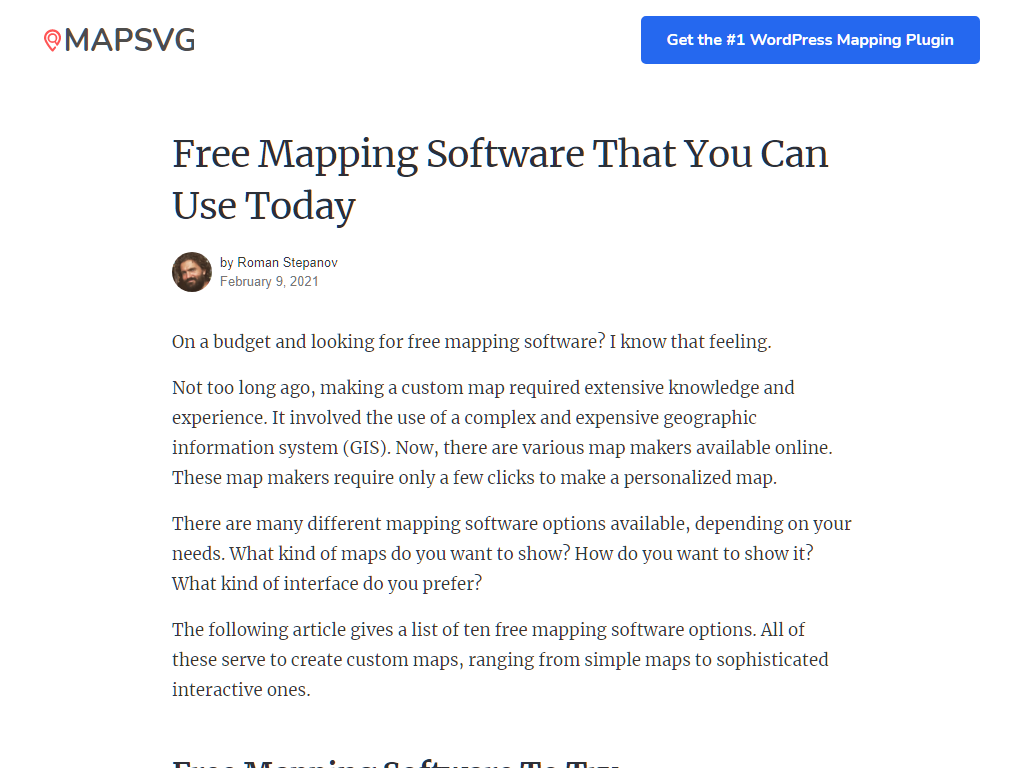 MAPSVG
Get the #1 WordPress Mapping Plugin
Free Mapping Software That You Can
Use Today
by Roman Stepanov
February 9, 2021
On a budget and looking for free mapping software? I know that feeling.
Not too long ago, making a custom map required extensive knowledge and
experience. It involved the use of a complex and expensive geographic
information system (GIS). Now, there are various map makers available online.
These map makers require only a few clicks to make a personalized map.
There are many different mapping software options available, depending on your
needs. What kind of maps do you want to show? How do you want to show it?
What kind of interface do you prefer?
The following article gives a list of ten free mapping software options. All of
these serve to create custom maps, ranging from simple maps to sophisticated
interactive ones.
Free Mapping Software To Try